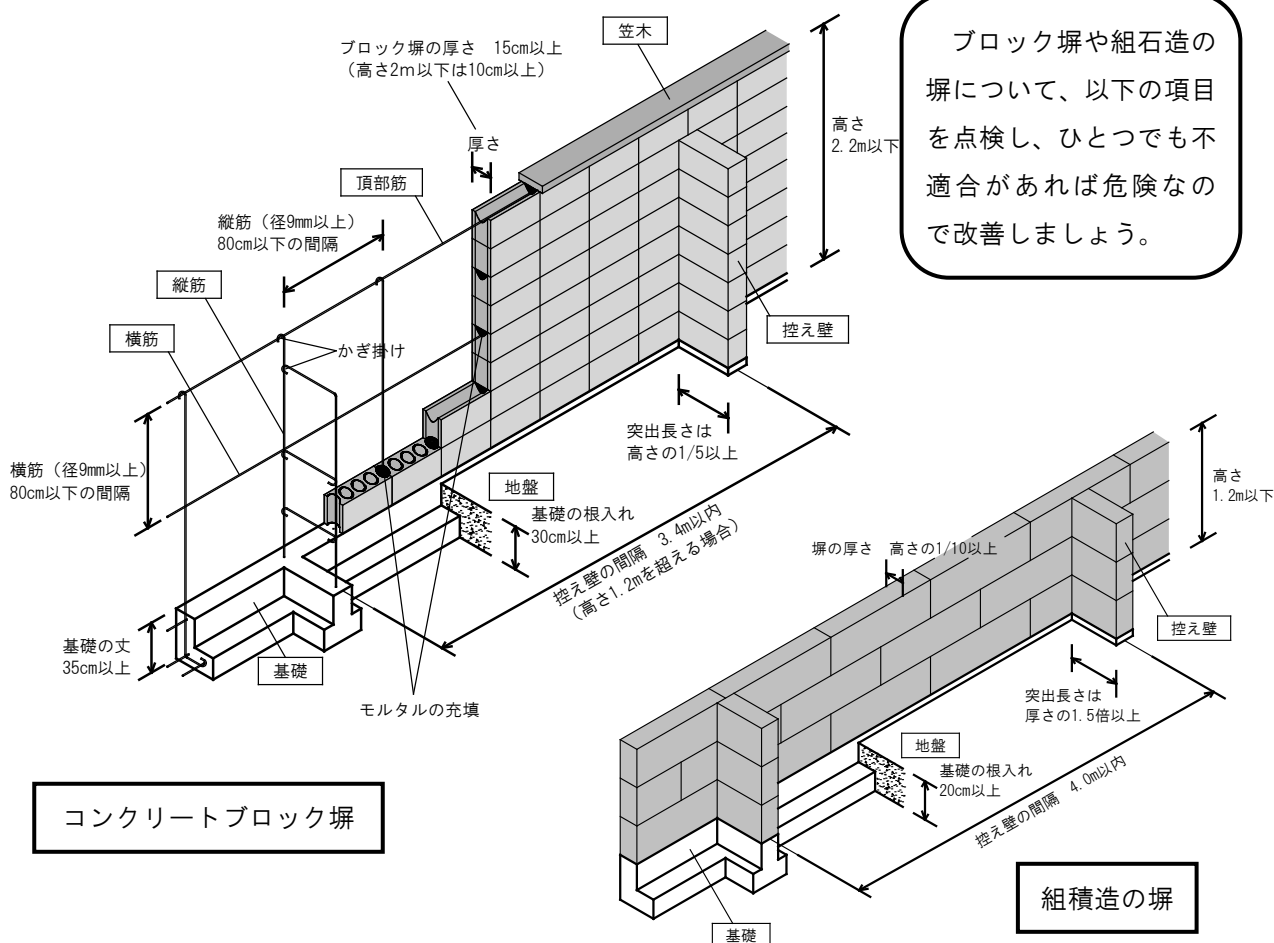 ブロック塀や組石造の
塀について、以下の項目
を点検し、ひとつでも不
適合があれば危険なの
で改善しましょう。
笠木
ブロック塀の厚さ 15cm以上
(高さ2m以下は10cm以上)
厚さ
高さ
2.2m以下
頂部筋
縦筋(径9mm以上)
80cm以下の間隔
縦筋
横筋
かぎ掛け
控え壁
横筋(径9mm以上)
80cm以下の間隔
突出長さは
高さの1/5以上
地盤
基礎の根入れ
30cm以上
控え壁の間隔 3.4m以内
(高さ1.2mを超える場合)
基礎の丈
35cm以上
基礎
モルタルの充填
コンクリートブロック塀
高さ
1.2m以下
塀の厚さ 高さの1/10以上
控え壁
突出長さは
厚さの1.5倍以上
地盤
基礎の根入れ
20cm以上
控え壁の間隔 4.0m以内
基礎
組積造の塀